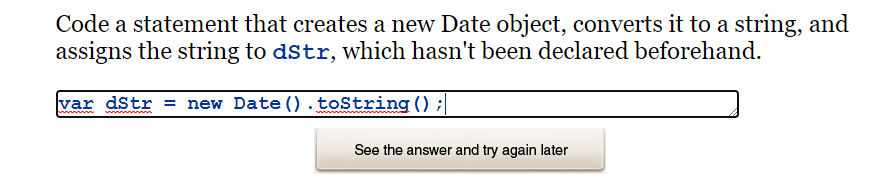 Code a statement that creates a new Date object, converts it to a string, and
assigns the string to dStr, which hasn't been declared beforehand.
var dStr = new Date().toString();
See the answer and try again later